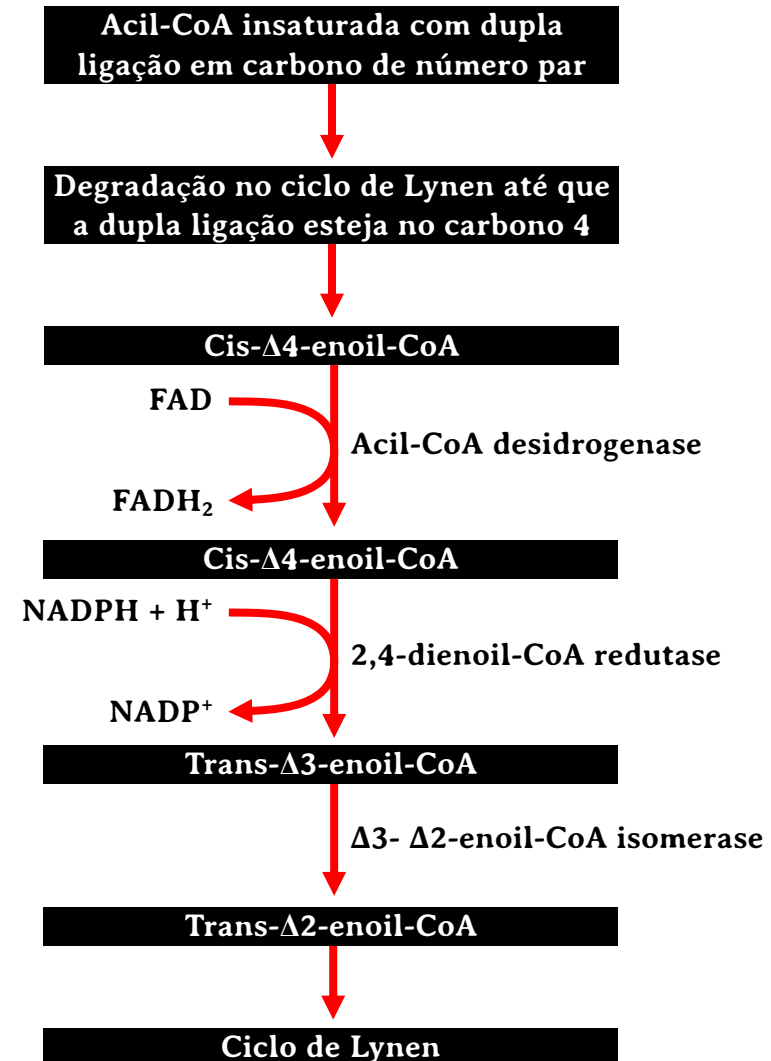 Acil-CoA insaturada com dupla
ligação em carbono de número par
Degradação no ciclo de Lynen até que
a dupla ligação esteja no carbono 4
Cis-Δ4-enoil-CoA
FAD
Acil-CoA desidrogenase
FADH₂
Cis-Δ4-enoil-CoA
NADPH + H⁺
2,4-dienoil-CoA redutase
NADP⁺
Trans-Δ3-enoil-CoA
Δ3- Δ2-enoil-CoA isomerase
Trans-Δ2-enoil-CoA
Ciclo de Lynen